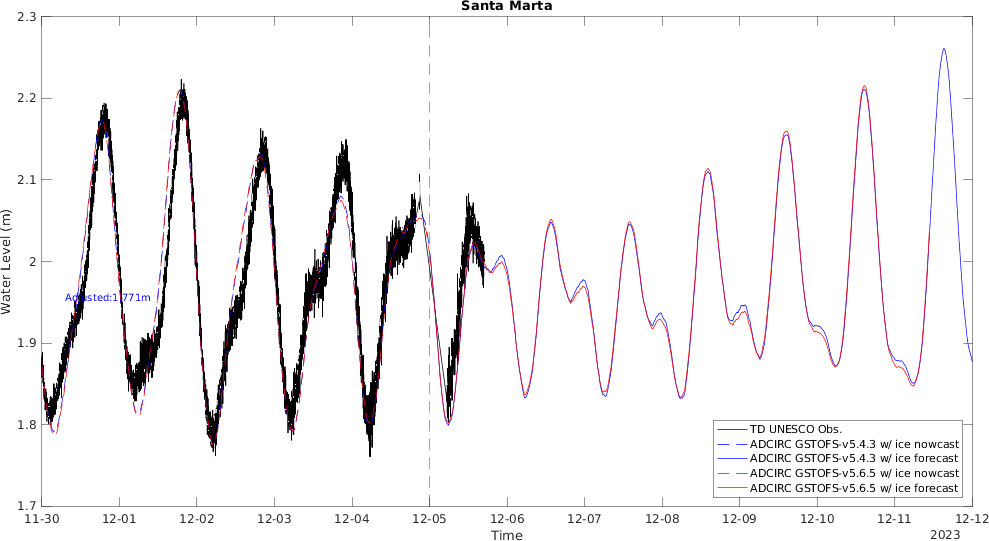 Santa Marta
2.3
2.2
2.1
2
1.9
1.8
1.7
Water Level (m)
Adjusted:1.771m
TD UNESCO Obs.
ADCIRC GSTOFS-v5.4.3 w/ ice nowcast
ADCIRC GSTOFS-v5.4.3 w/ ice forecast
ADCIRC GSTOFS-v5.6.5 w/ ice nowcast
ADCIRC GSTOFS-v5.6.5 w/ ice forecast
11-30 12-01 12-02 12-03 12-04 12-05 12-06 12-07 12-08 12-09 12-10 12-11 12-12
Time
2023